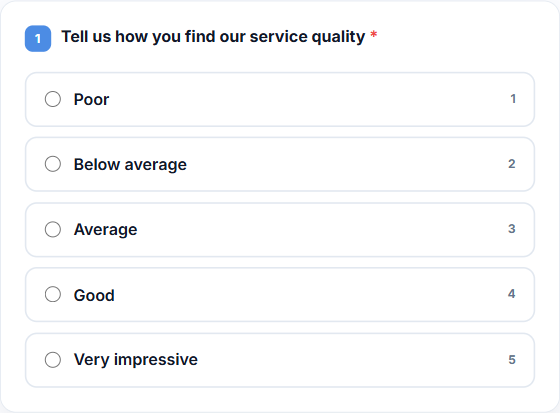 1 Tell us how you find our service quality *
Poor 1
Below average 2
Average 3
Good 4
Very impressive 5